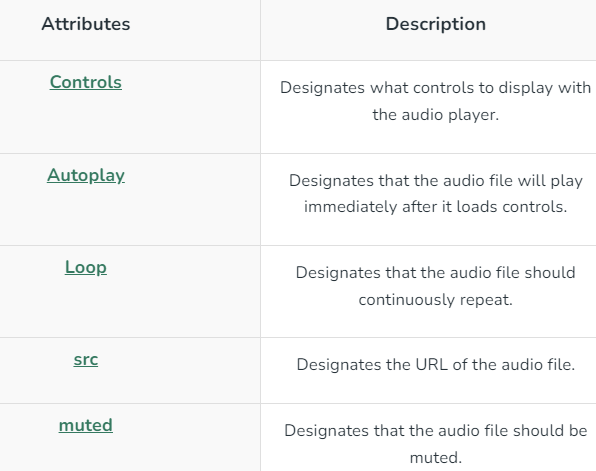 Attributes Description
Controls
Designates what controls to display with
the audio player.
Autoplay
Designates that the audio file will play
immediately after it loads controls.
Loop
Designates that the audio file should
continuously repeat.
src
Designates the URL of the audio file.
muted
Designates that the audio file should be
muted.